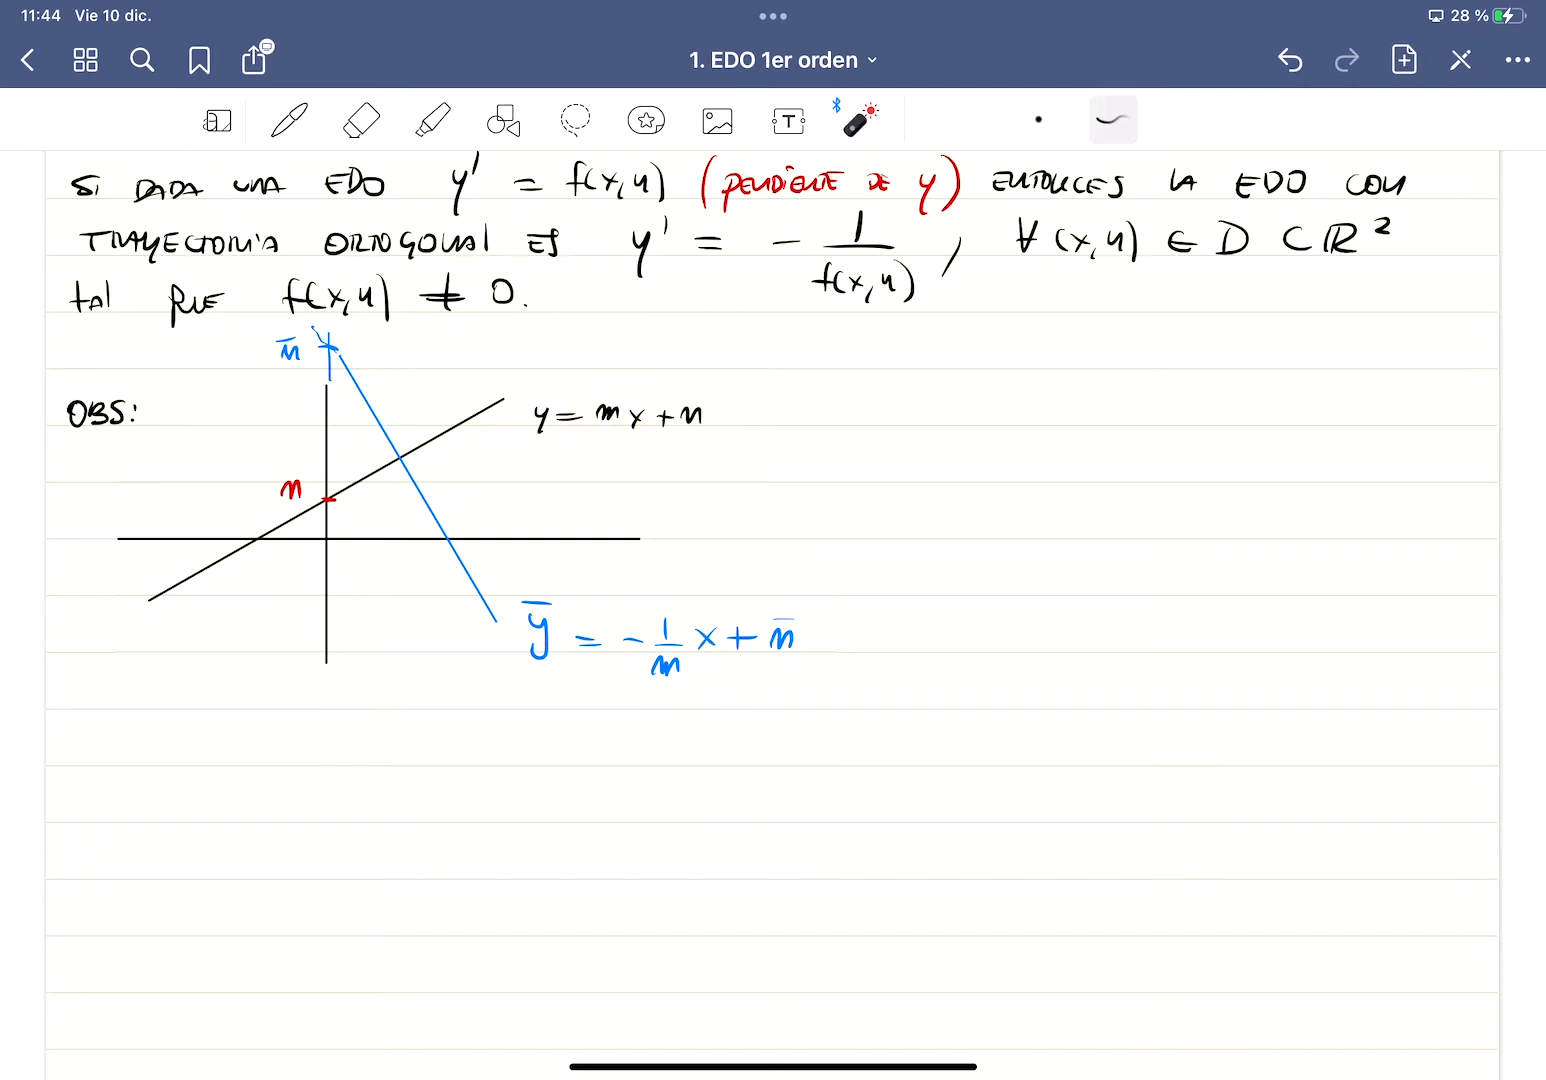 11:44 Vie 10 dic.
28 %
1. EDO 1er orden
T
SI DADA UNA EDO y' = f(x,y) (PENDIENTE DE y) ENTONCES LA EDO CON
TRAYECTORIA ORTOGONAL ES y' = - 1/f(x,y), ∀(x,y) ∈ D ⊂ ℝ²
tal QUE f(x,y) ≠ 0.
n̄
OBS:
y = mx + n
n
ȳ = - 1/m x + n̄